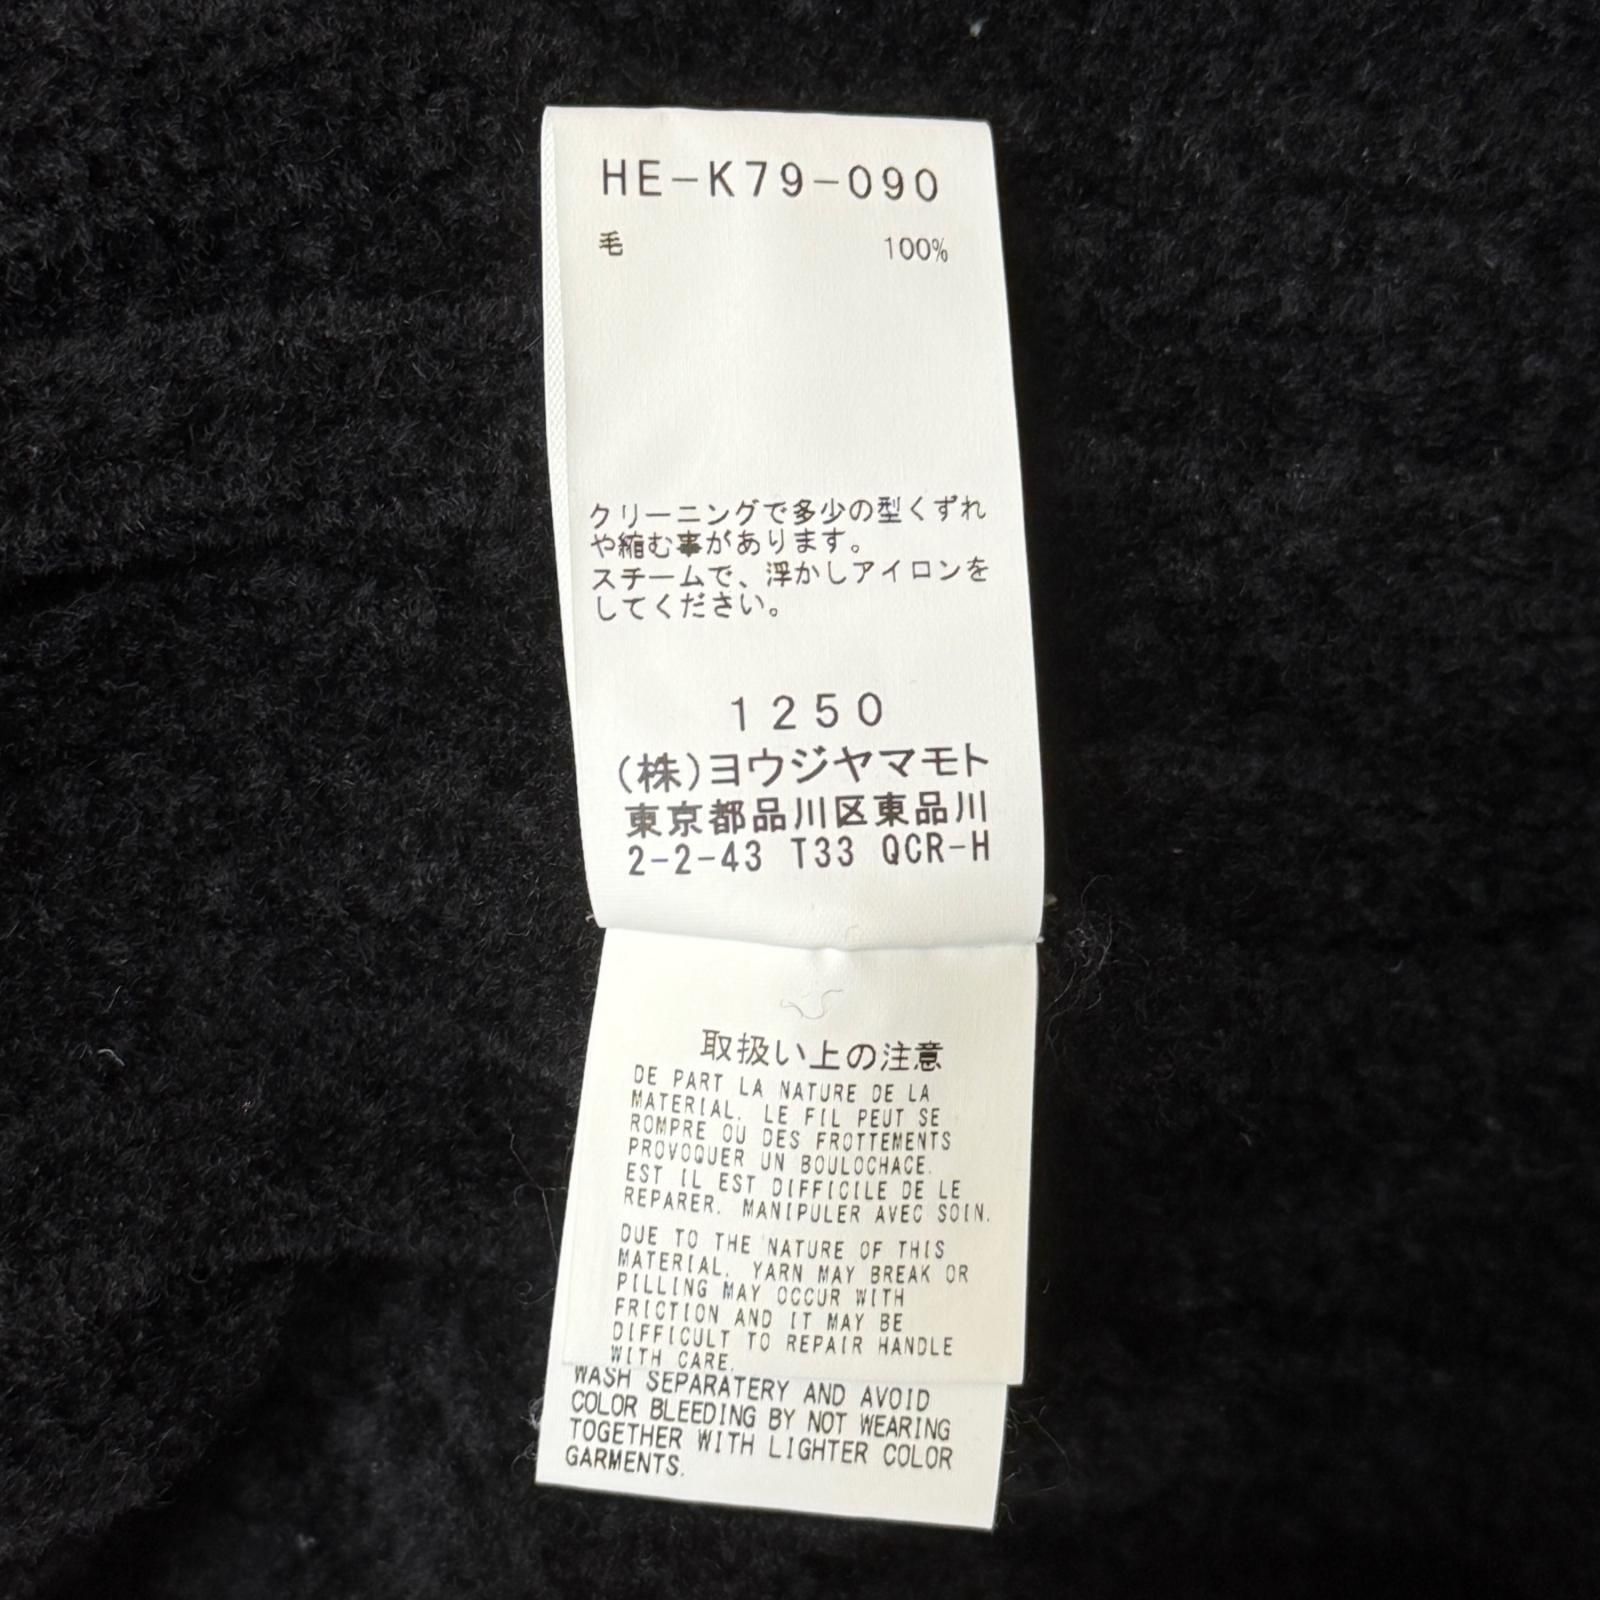 HE-K79-090
毛 100%
クリーニングで多少の型くずれ
や縮む事があります。
スチームで、浮かしアイロンを
してください。
1250
(株)ヨウジヤマモト
東京都品川区東品川
2-2-43 T33 QCR-H
取扱い上の注意
DE PART LA NATURE DE LA
MATERIAL. LE FIL PEUT SE
ROMPRE OU DES FROTTEMENTS
PROVOQUER UN BOULOCHACE.
EST IL EST DIFFICILE DE LE
REPARER. MANIPULER AVEC SOIN.
DUE TO THE NATURE OF THIS
MATERIAL. YARN MAY BREAK OR
PILLING MAY OCCUR WITH
FRICTION AND IT MAY BE
DIFFICULT TO REPAIR HANDLE
WITH CARE.
WASH SEPARATERY AND AVOID
COLOR BLEEDING BY NOT WEARING
TOGETHER WITH LIGHTER COLOR
GARMENTS.